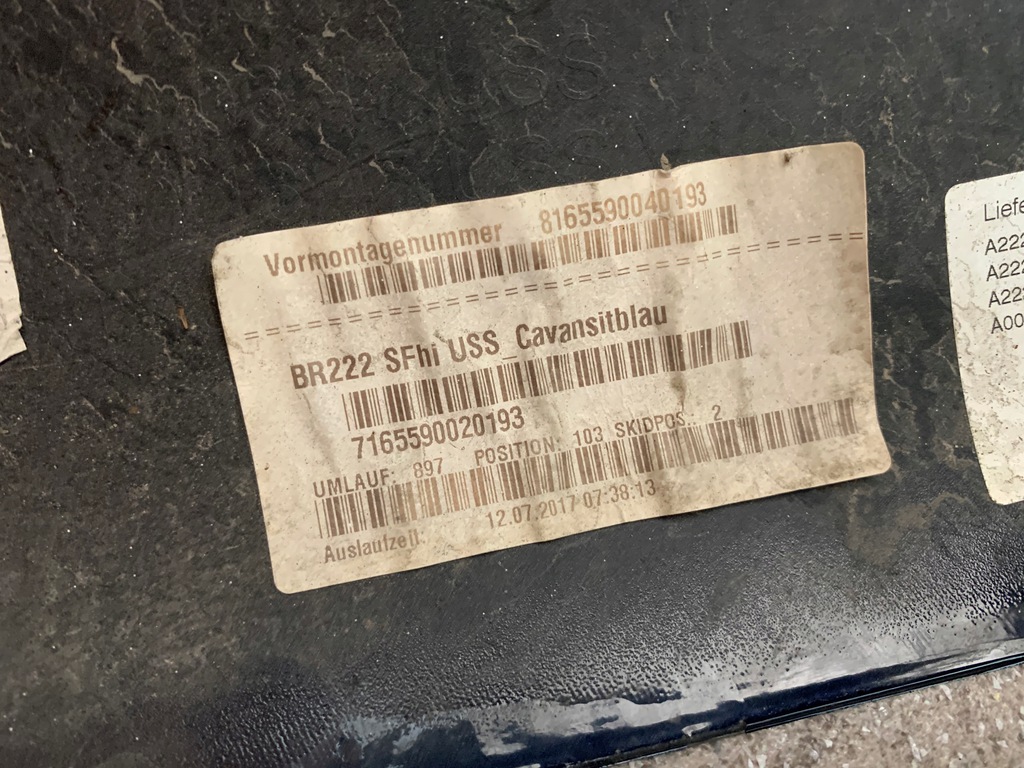 Vormontagenummer 8165590040193
BR222 SFhi USS_Cavansitblau
7165590020193
UMLAUF: 897 POSITION: 103 SKIDPOS.: 2
12.07.2017 07:38:13
Auslaufzeit:
Liefe
A222
A222
A222
A00